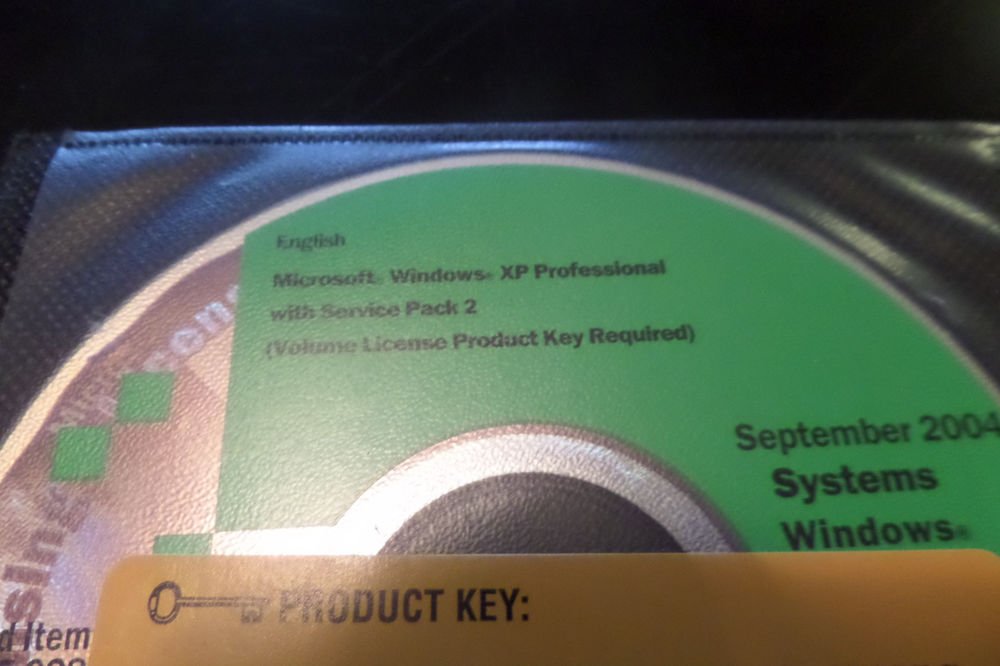 English
Microsoft® Windows® XP Professional
with Service Pack 2
(Volume License Product Key Required)
September 2004
Systems
Windows®
PRODUCT KEY:
Item